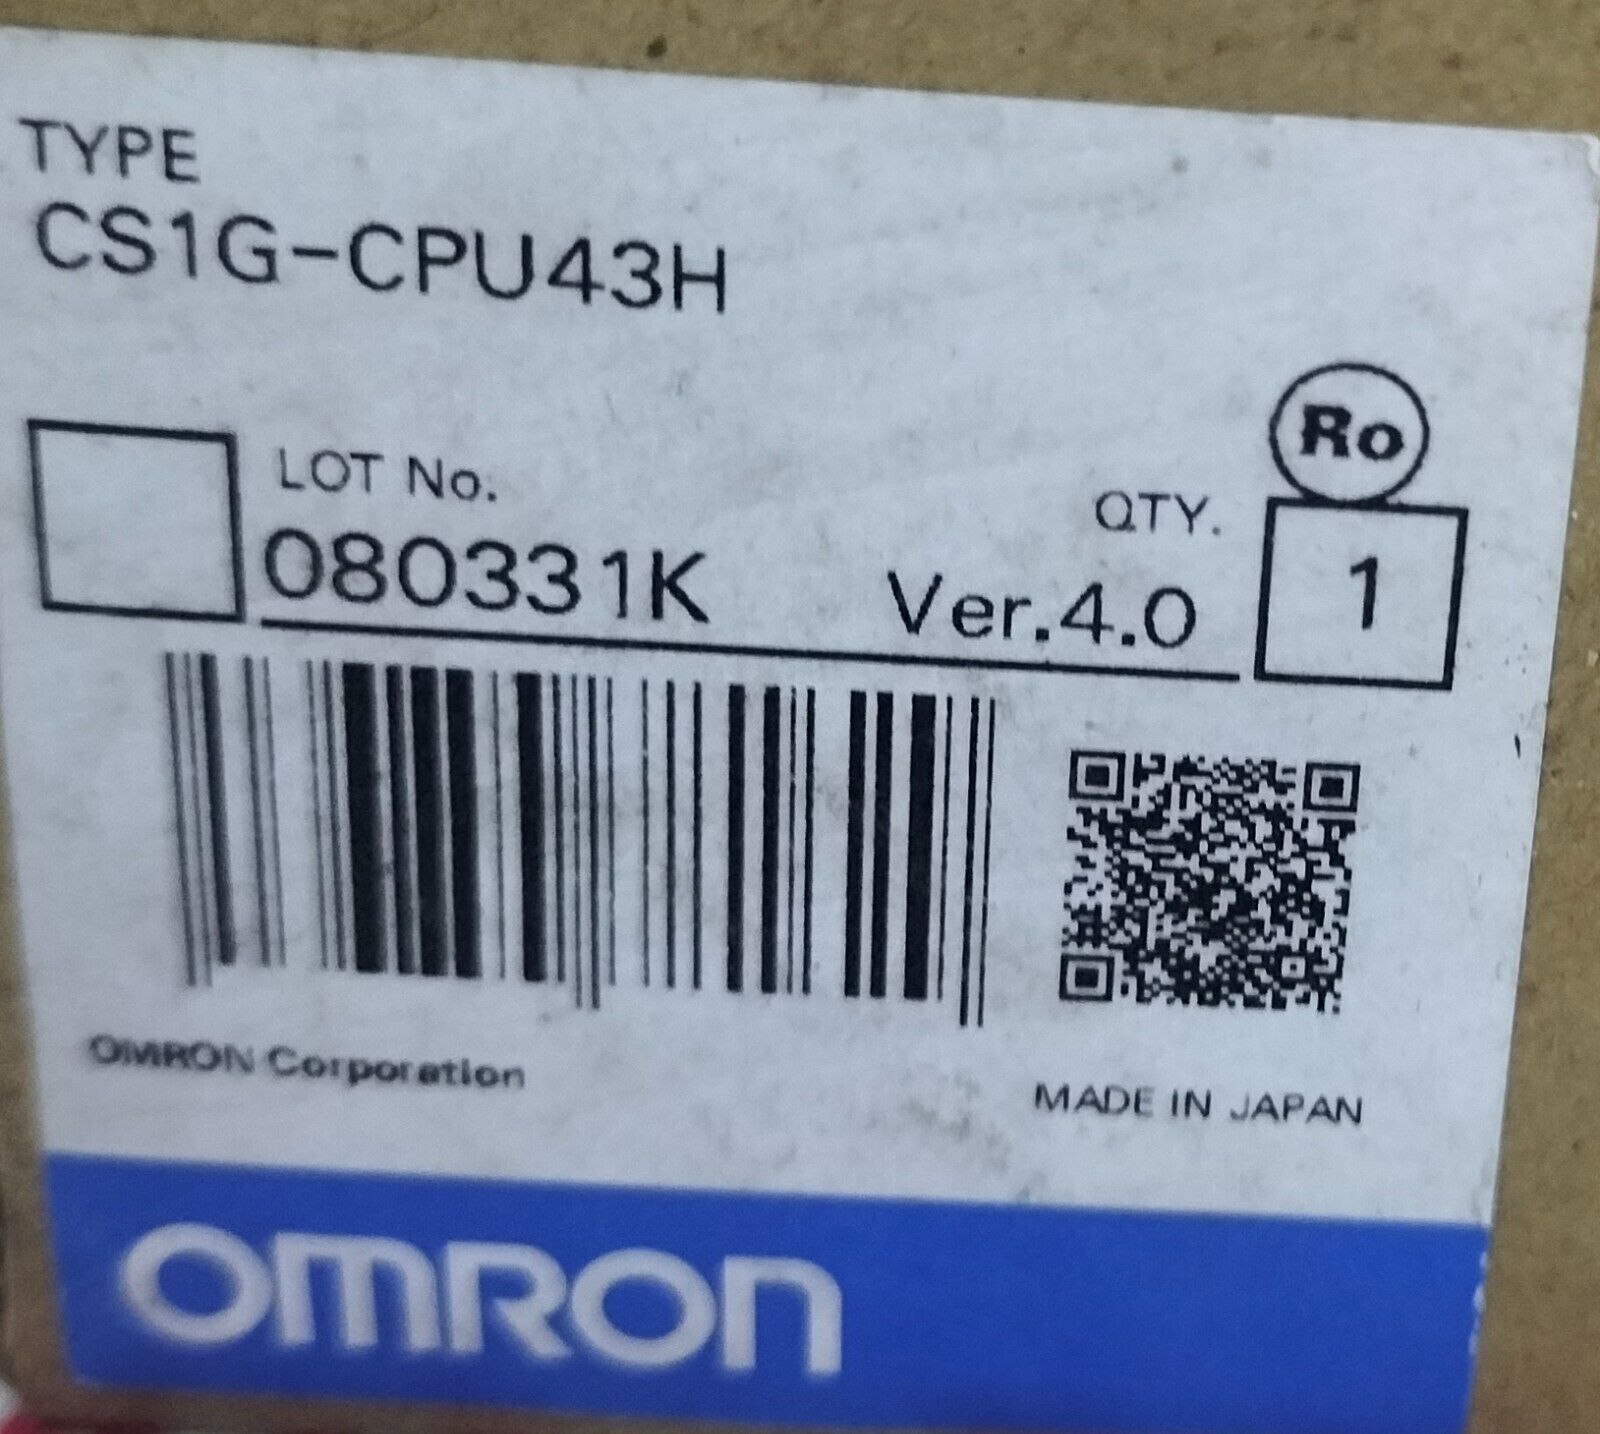 TYPE
CS1G-CPU43H
Ro
LOT No.
QTY.
080331K Ver.4.0 1
OMRON Corporation
MADE IN JAPAN
OMRON